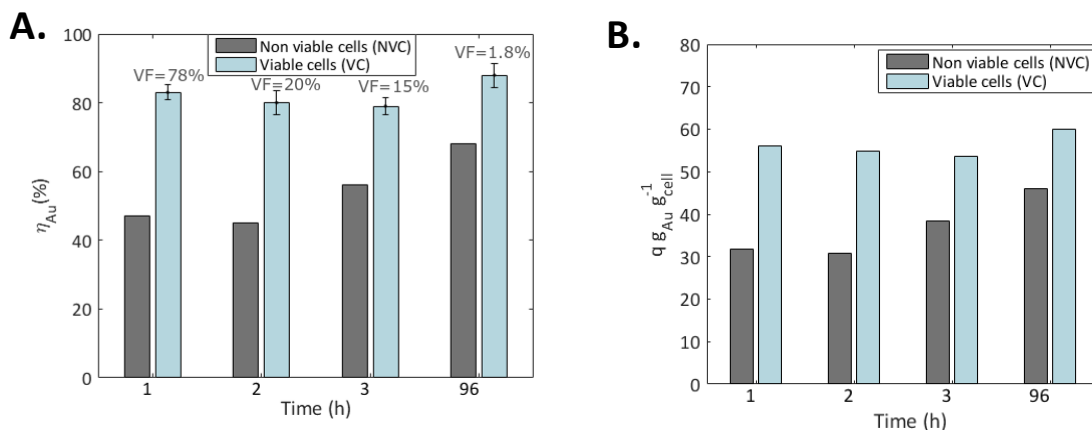 A.
100
80
60
40
20
0
η_Au(%)
Non viable cells (NVC)
Viable cells (VC)
VF=78%
VF=20%
VF=15%
VF=1.8%
1 2 3 96
Time (h)
B.
80
70
60
50
40
30
20
10
0
q g_Au g_cell^-1
Non viable cells (NVC)
Viable cells (VC)
1 2 3 96
Time (h)